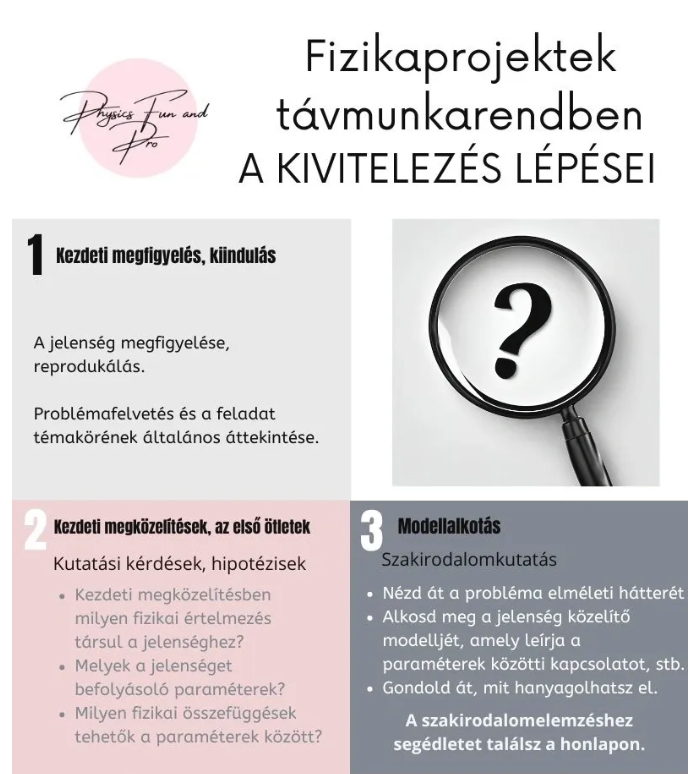 Physics Fun and
Pro
Fizikaprojektek
távmunkarendben
A KIVITELEZÉS LÉPÉSEI
1 Kezdeti megfigyelés, kiindulás
A jelenség megfigyelése,
reprodukálás.
Problémafelvetés és a feladat
témakörének általános áttekintése.
?
2 Kezdeti megközelítések, az első ötletek
Kutatási kérdések, hipotézisek
• Kezdeti megközelítésben
milyen fizikai értelmezés
társul a jelenséghez?
• Melyek a jelenséget
befolyásoló paraméterek?
• Milyen fizikai összefüggések
tehetők a paraméterek között?
3 Modellalkotás
Szakirodalomkutatás
• Nézd át a probléma elméleti hátterét
• Alkosd meg a jelenség közelítő
modelljét, amely leírja a
paraméterek közötti kapcsolatot, stb.
• Gondold át, mit hanyagolhatsz el.
A szakirodalomelemzéshez
segédletet találsz a honlapon.